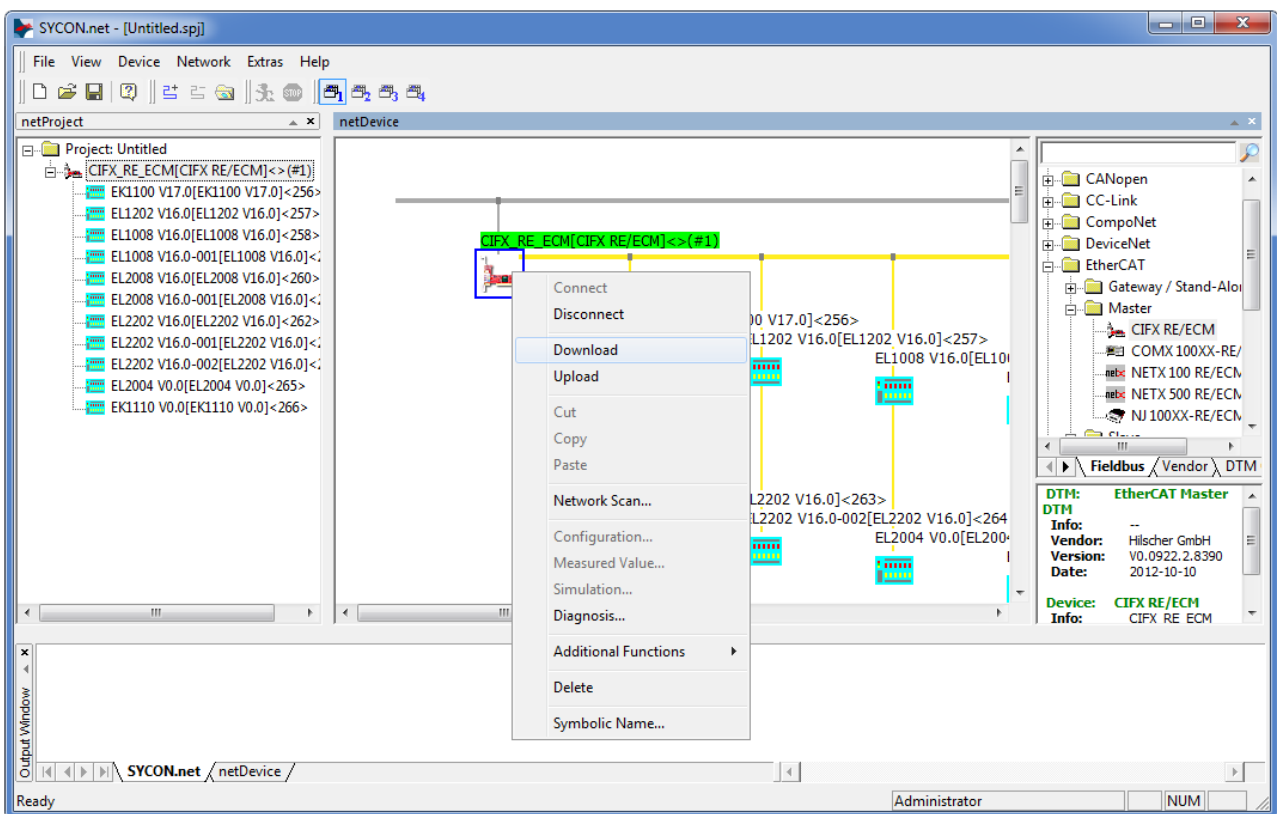 SYCON.net - [Untitled.spj]
File View Device Network Extras Help
netProject
netDevice
Project: Untitled
CIFX_RE_ECM[CIFX RE/ECM]<>(#1)
EK1100 V17.0[EK1100 V17.0]<256>
EL1202 V16.0[EL1202 V16.0]<257>
EL1008 V16.0[EL1008 V16.0]<258>
EL1008 V16.0-001[EL1008 V16.0]<2
EL2008 V16.0[EL2008 V16.0]<260>
EL2008 V16.0-001[EL2008 V16.0]<2
EL2202 V16.0[EL2202 V16.0]<262>
EL2202 V16.0-001[EL2202 V16.0]<2
EL2202 V16.0-002[EL2202 V16.0]<2
EL2004 V0.0[EL2004 V0.0]<265>
EK1110 V0.0[EK1110 V0.0]<266>
CIFX_RE_ECM[CIFX RE/ECM]<>(#1)
00 V17.0]<256>
EL1202 V16.0[EL1202 V16.0]<257>
EL1008 V16.0[EL10
L2202 V16.0]<263>
EL2202 V16.0-002[EL2202 V16.0]<264
EL2004 V0.0[EL200
Connect
Disconnect
Download
Upload
Cut
Copy
Paste
Network Scan...
Configuration...
Measured Value...
Simulation...
Diagnosis...
Additional Functions
Delete
Symbolic Name...
CANopen
CC-Link
CompoNet
DeviceNet
EtherCAT
Gateway / Stand-Alo
Master
CIFX RE/ECM
COMX 100XX-RE/
NETX 100 RE/ECM
NETX 500 RE/ECM
NJ 100XX-RE/ECM
Slave
Fieldbus Vendor DTM
DTM: EtherCAT Master
DTM
Info: --
Vendor: Hilscher GmbH
Version: V0.0922.2.8390
Date: 2012-10-10
Device: CIFX RE/ECM
Info: CIFX RE ECM
Output Window
SYCON.net netDevice
Ready
Administrator
NUM